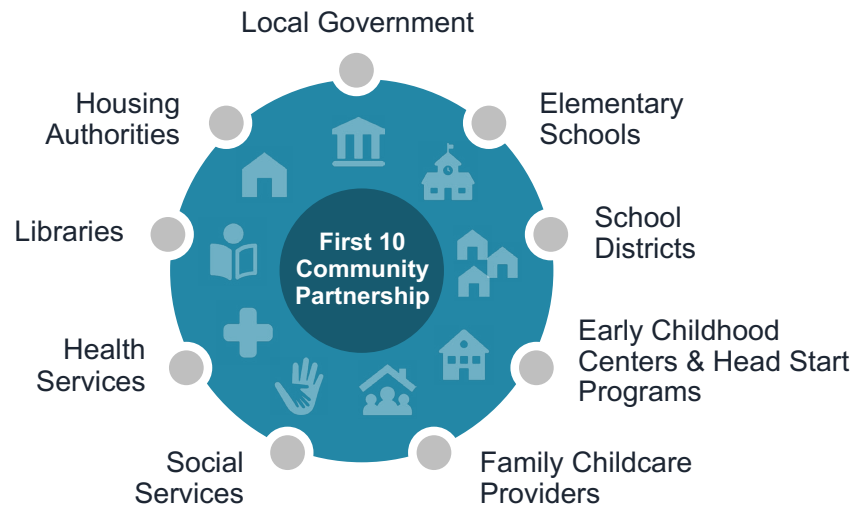 Local Government
Housing
Authorities
Elementary
Schools
Libraries
School
Districts
First 10
Community
Partnership
Health
Services
Early Childhood
Centers & Head Start
Programs
Social
Services
Family Childcare
Providers